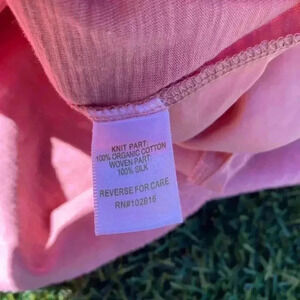 KNIT PART
100% ORGANIC COTTON
WOVEN PART
100% SILK
REVERSE FOR CARE
RN#102816